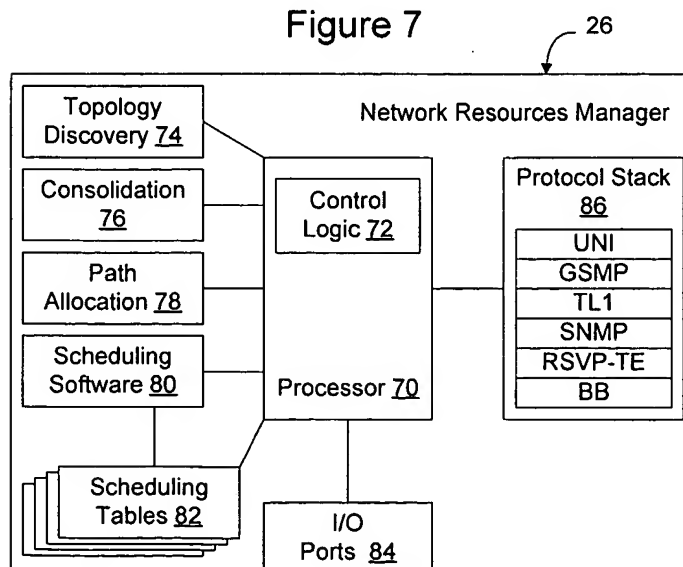 Figure 7
26
Network Resources Manager
Topology
Discovery 74
Consolidation
76
Path
Allocation 78
Scheduling
Software 80
Scheduling
Tables 82
Control
Logic 72
Processor 70
I/O
Ports 84
Protocol Stack
86
UNI
GSMP
TL1
SNMP
RSVP-TE
BB